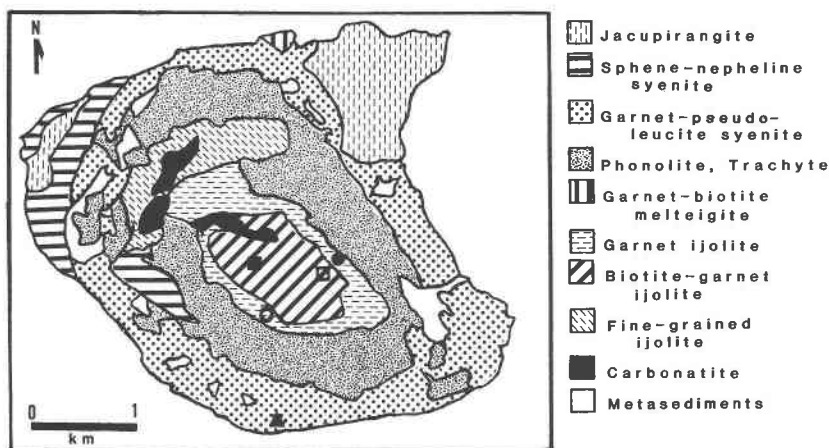 N
0 1
km
Jacupirangite
Sphene-nepheline
syenite
Garnet-pseudo-
leucite syenite
Phonolite, Trachyte
Garnet-biotite
melteigite
Garnet ijolite
Biotite-garnet
ijolite
Fine-grained
ijolite
Carbonatite
Metasediments